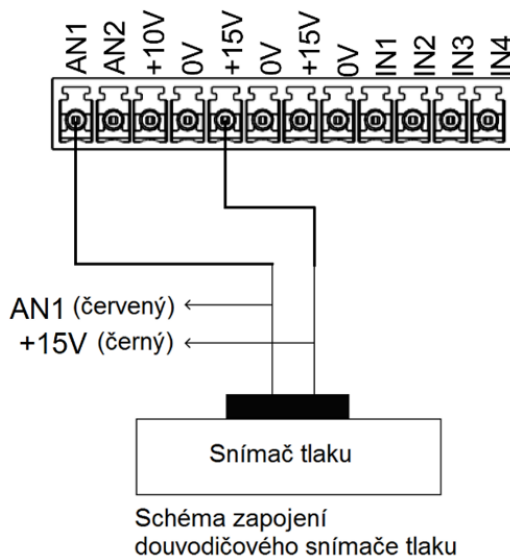 AN1 AN2 +10V 0V +15V 0V +15V 0V IN1 IN2 IN3 IN4
AN1 (červený)
+15V (černý)
Snímač tlaku
Schéma zapojení
douvodičového snímače tlaku